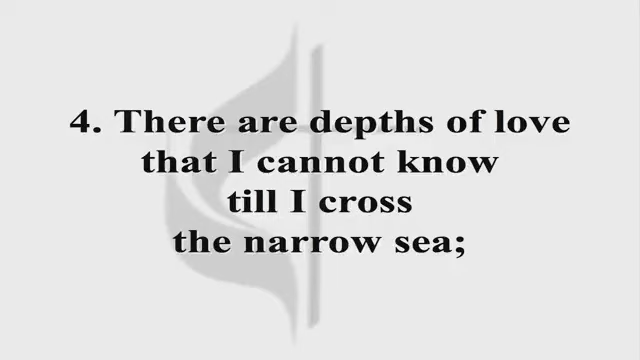 4. There are depths of love
that I cannot know
till I cross
the narrow sea;